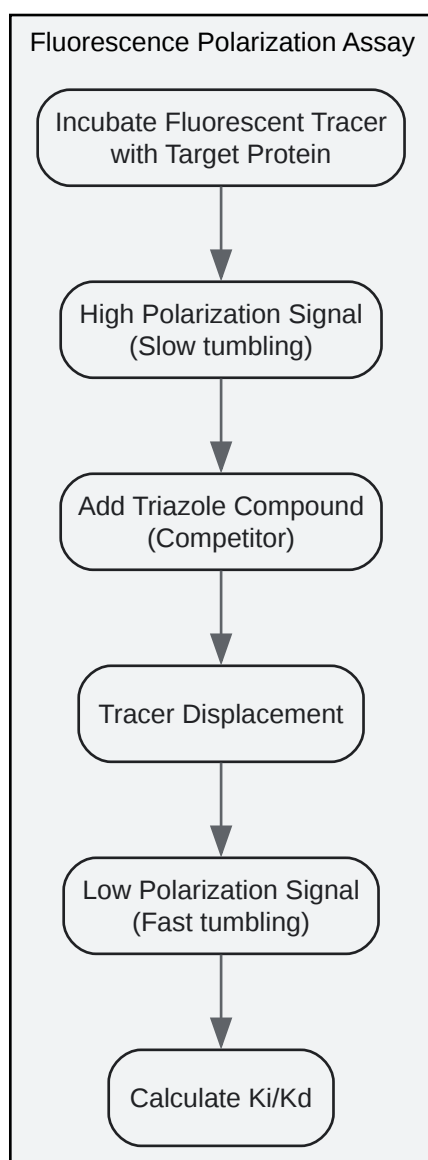 Fluorescence Polarization Assay
Incubate Fluorescent Tracer
with Target Protein
High Polarization Signal
(Slow tumbling)
Add Triazole Compound
(Competitor)
Tracer Displacement
Low Polarization Signal
(Fast tumbling)
Calculate Ki/Kd